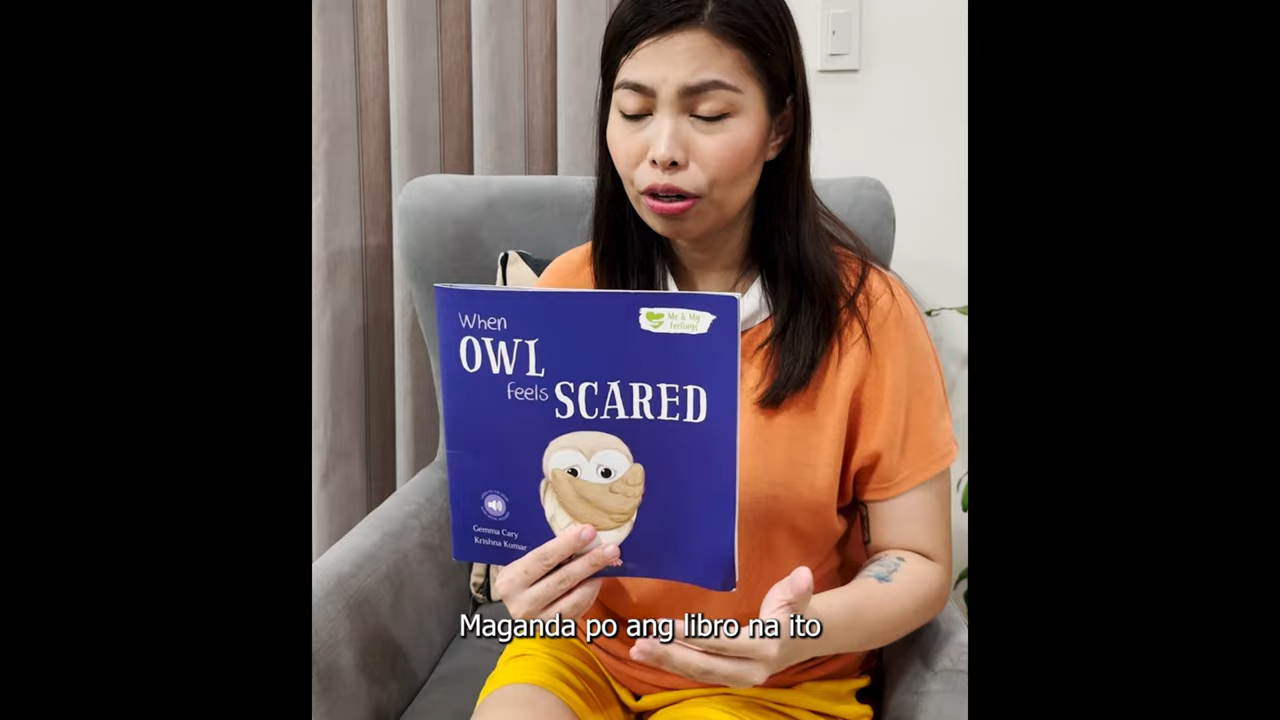 When
OWL
feels SCARED
Me & My
Feelings
Gemma Cary
Krishna Kumar
Maganda po ang libro na ito